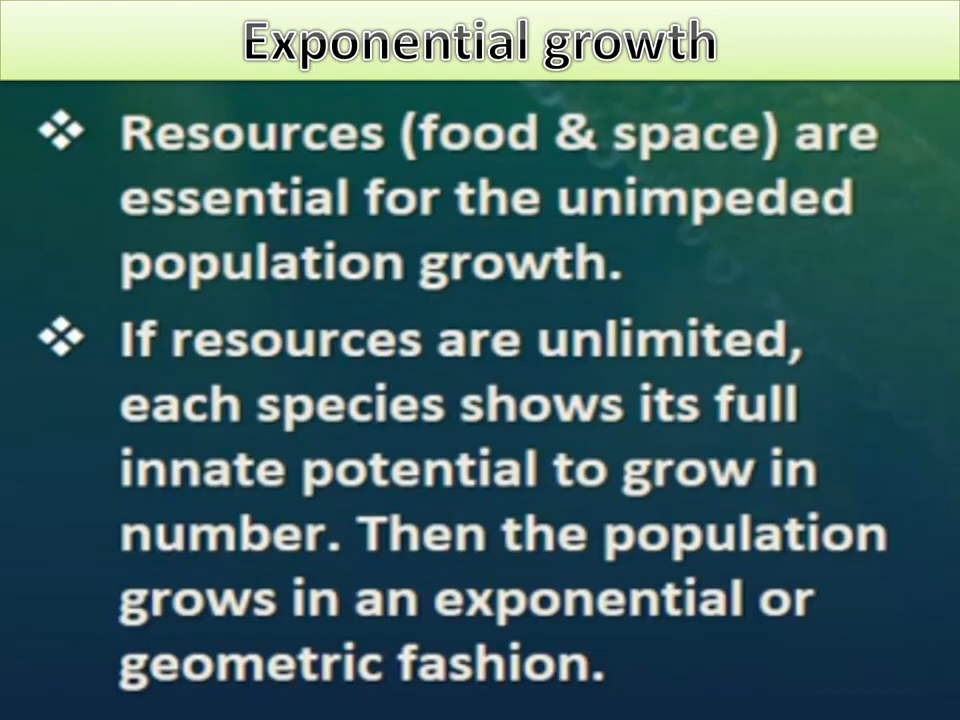 Exponential growth
❖ Resources (food & space) are
essential for the unimpeded
population growth.
❖ If resources are unlimited,
each species shows its full
innate potential to grow in
number. Then the population
grows in an exponential or
geometric fashion.